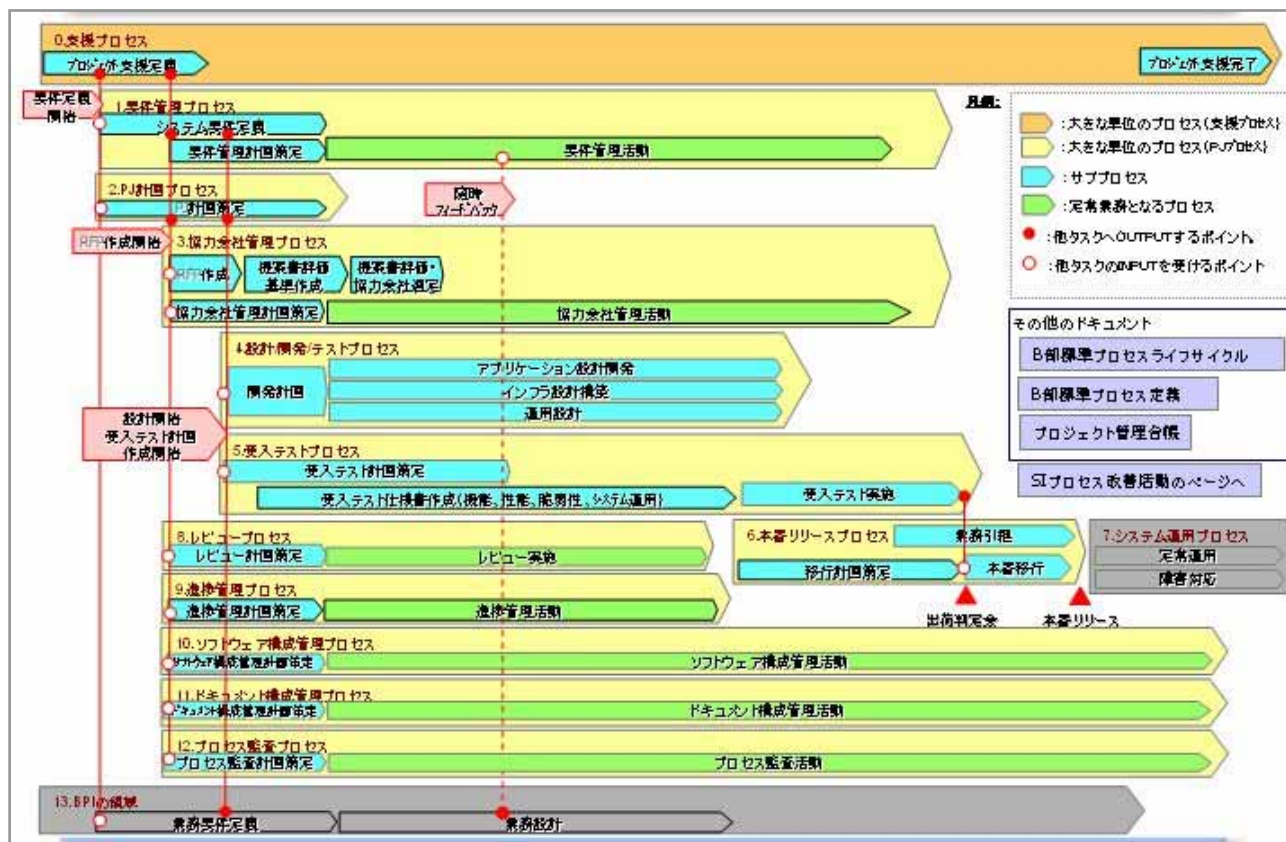 0.支援プロセス
プロジェクト支援定義
プロジェクト支援完了
要件定義
開始
1.要件管理プロセス
システム要件定義
要件管理計画策定
要件管理活動
2.PJ計画プロセス
PJ計画策定
随時
フィードバック
RFP作成開始
3.協力会社管理プロセス
RFP作成
提案書評価
基準作成
提案書評価・
協力会社選定
協力会社管理計画策定
協力会社管理活動
4.設計/開発/テストプロセス
開発計画
アプリケーション設計開発
インフラ設計構築
運用設計
設計開始
受入テスト計画
作成開始
5.受入テストプロセス
受入テスト計画策定
受入テスト仕様書作成(機能、性能、脆弱性、システム運用)
受入テスト実施
8.レビュープロセス
レビュー計画策定
レビュー実施
6.本番リリースプロセス
業務引継
移行計画策定
本番移行
7.システム運用プロセス
定常運用
障害対応
出荷判定会
本番リリース
9.進捗管理プロセス
進捗管理計画策定
進捗管理活動
10.ソフトウェア構成管理プロセス
ソフトウェア構成管理計画策定
ソフトウェア構成管理活動
11.ドキュメント構成管理プロセス
ドキュメント構成管理計画策定
ドキュメント構成管理活動
12.プロセス監査プロセス
プロセス監査計画策定
プロセス監査活動
13.BPIの領域
業務要件定義
業務設計
凡例:
:大きな単位のプロセス(支援プロセス)
:大きな単位のプロセス(PJプロセス)
:サブプロセス
:定常業務となるプロセス
:他タスクへOUTPUTするポイント。
:他タスクのINPUTを受けるポイント
その他のドキュメント
B部標準プロセスライフサイクル
B部標準プロセス定義
プロジェクト管理台帳
SIプロセス改善活動のページへ